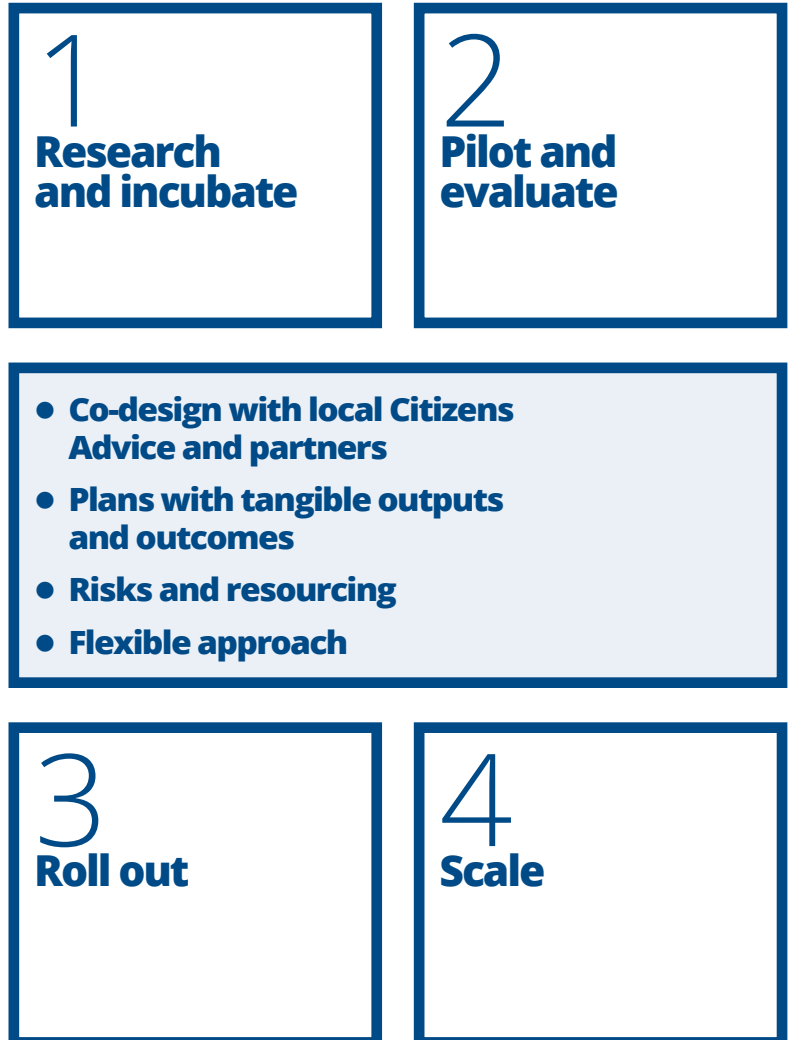 1
Research
and incubate
2
Pilot and
evaluate
• Co-design with local Citizens
Advice and partners
• Plans with tangible outputs
and outcomes
• Risks and resourcing
• Flexible approach
3
Roll out
4
Scale